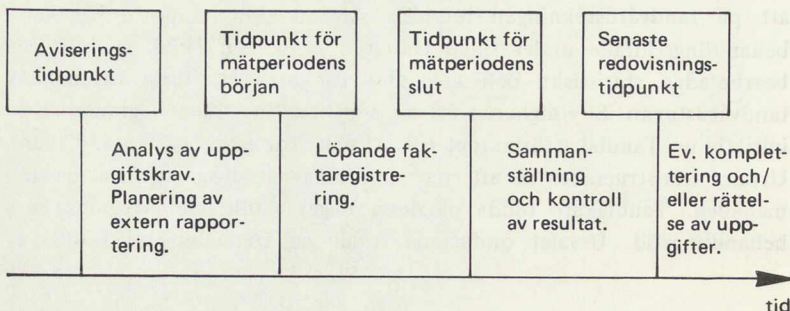 Aviserings-
tidpunkt
Tidpunkt för
mätperiodens
början
Tidpunkt för
mätperiodens
slut
Senaste
redovisnings-
tidpunkt
Analys av upp-
giftskrav.
Planering av
aktuell rappor-
tering.
Löpande fak-
taregistre-
ring.
Samman-
ställning
och kontroll
av resultat.
Ev. komplet-
tering och/
eller rättel-
se av upp-
gifter.
tid